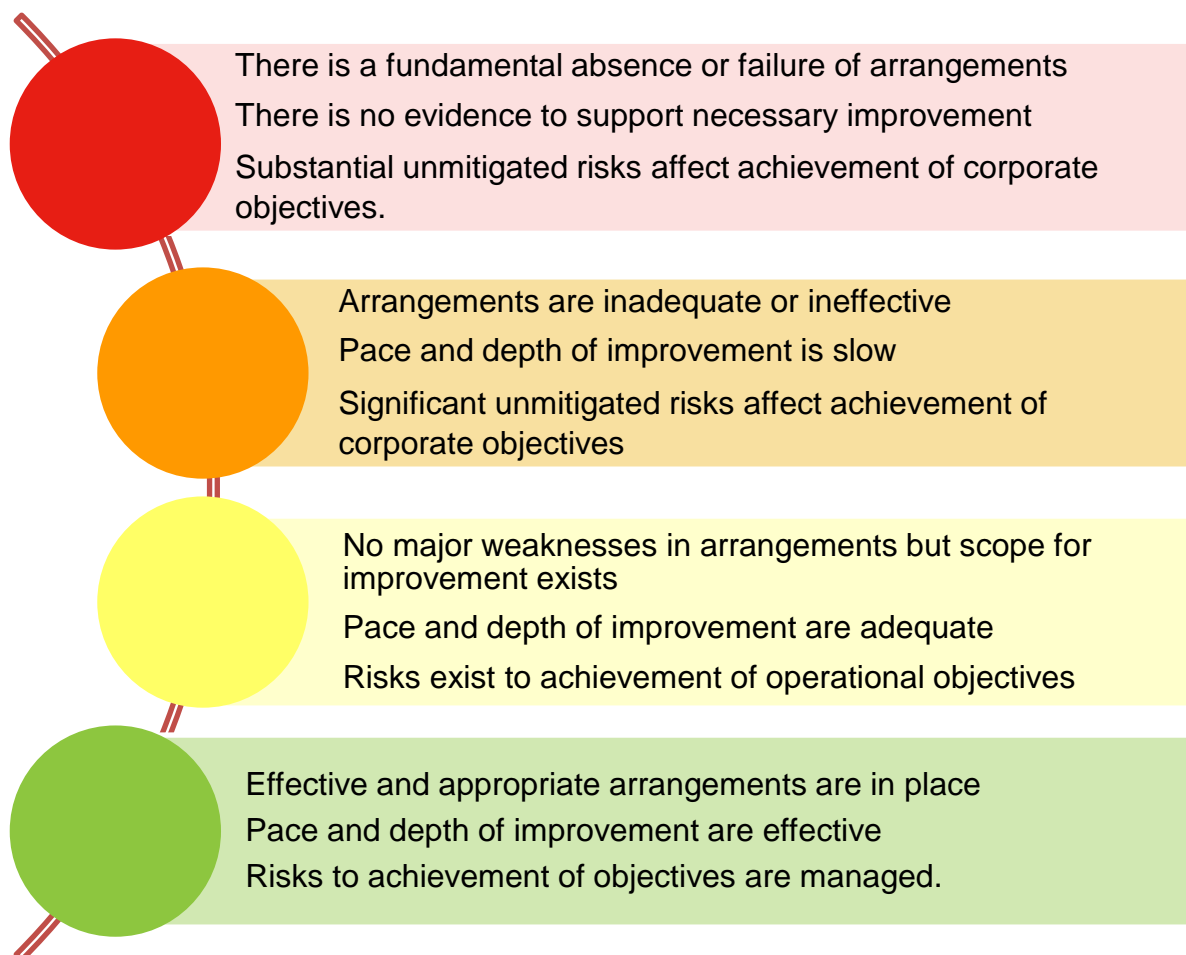 There is a fundamental absence or failure of arrangements
There is no evidence to support necessary improvement
Substantial unmitigated risks affect achievement of corporate
objectives.
Arrangements are inadequate or ineffective
Pace and depth of improvement is slow
Significant unmitigated risks affect achievement of
corporate objectives
No major weaknesses in arrangements but scope for
improvement exists
Pace and depth of improvement are adequate
Risks exist to achievement of operational objectives
Effective and appropriate arrangements are in place
Pace and depth of improvement are effective
Risks to achievement of objectives are managed.